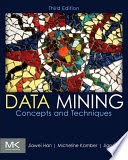 Third Edition
DATA MINING
Concepts and Techniques
MK
Jiawei Han | Micheline Kamber |